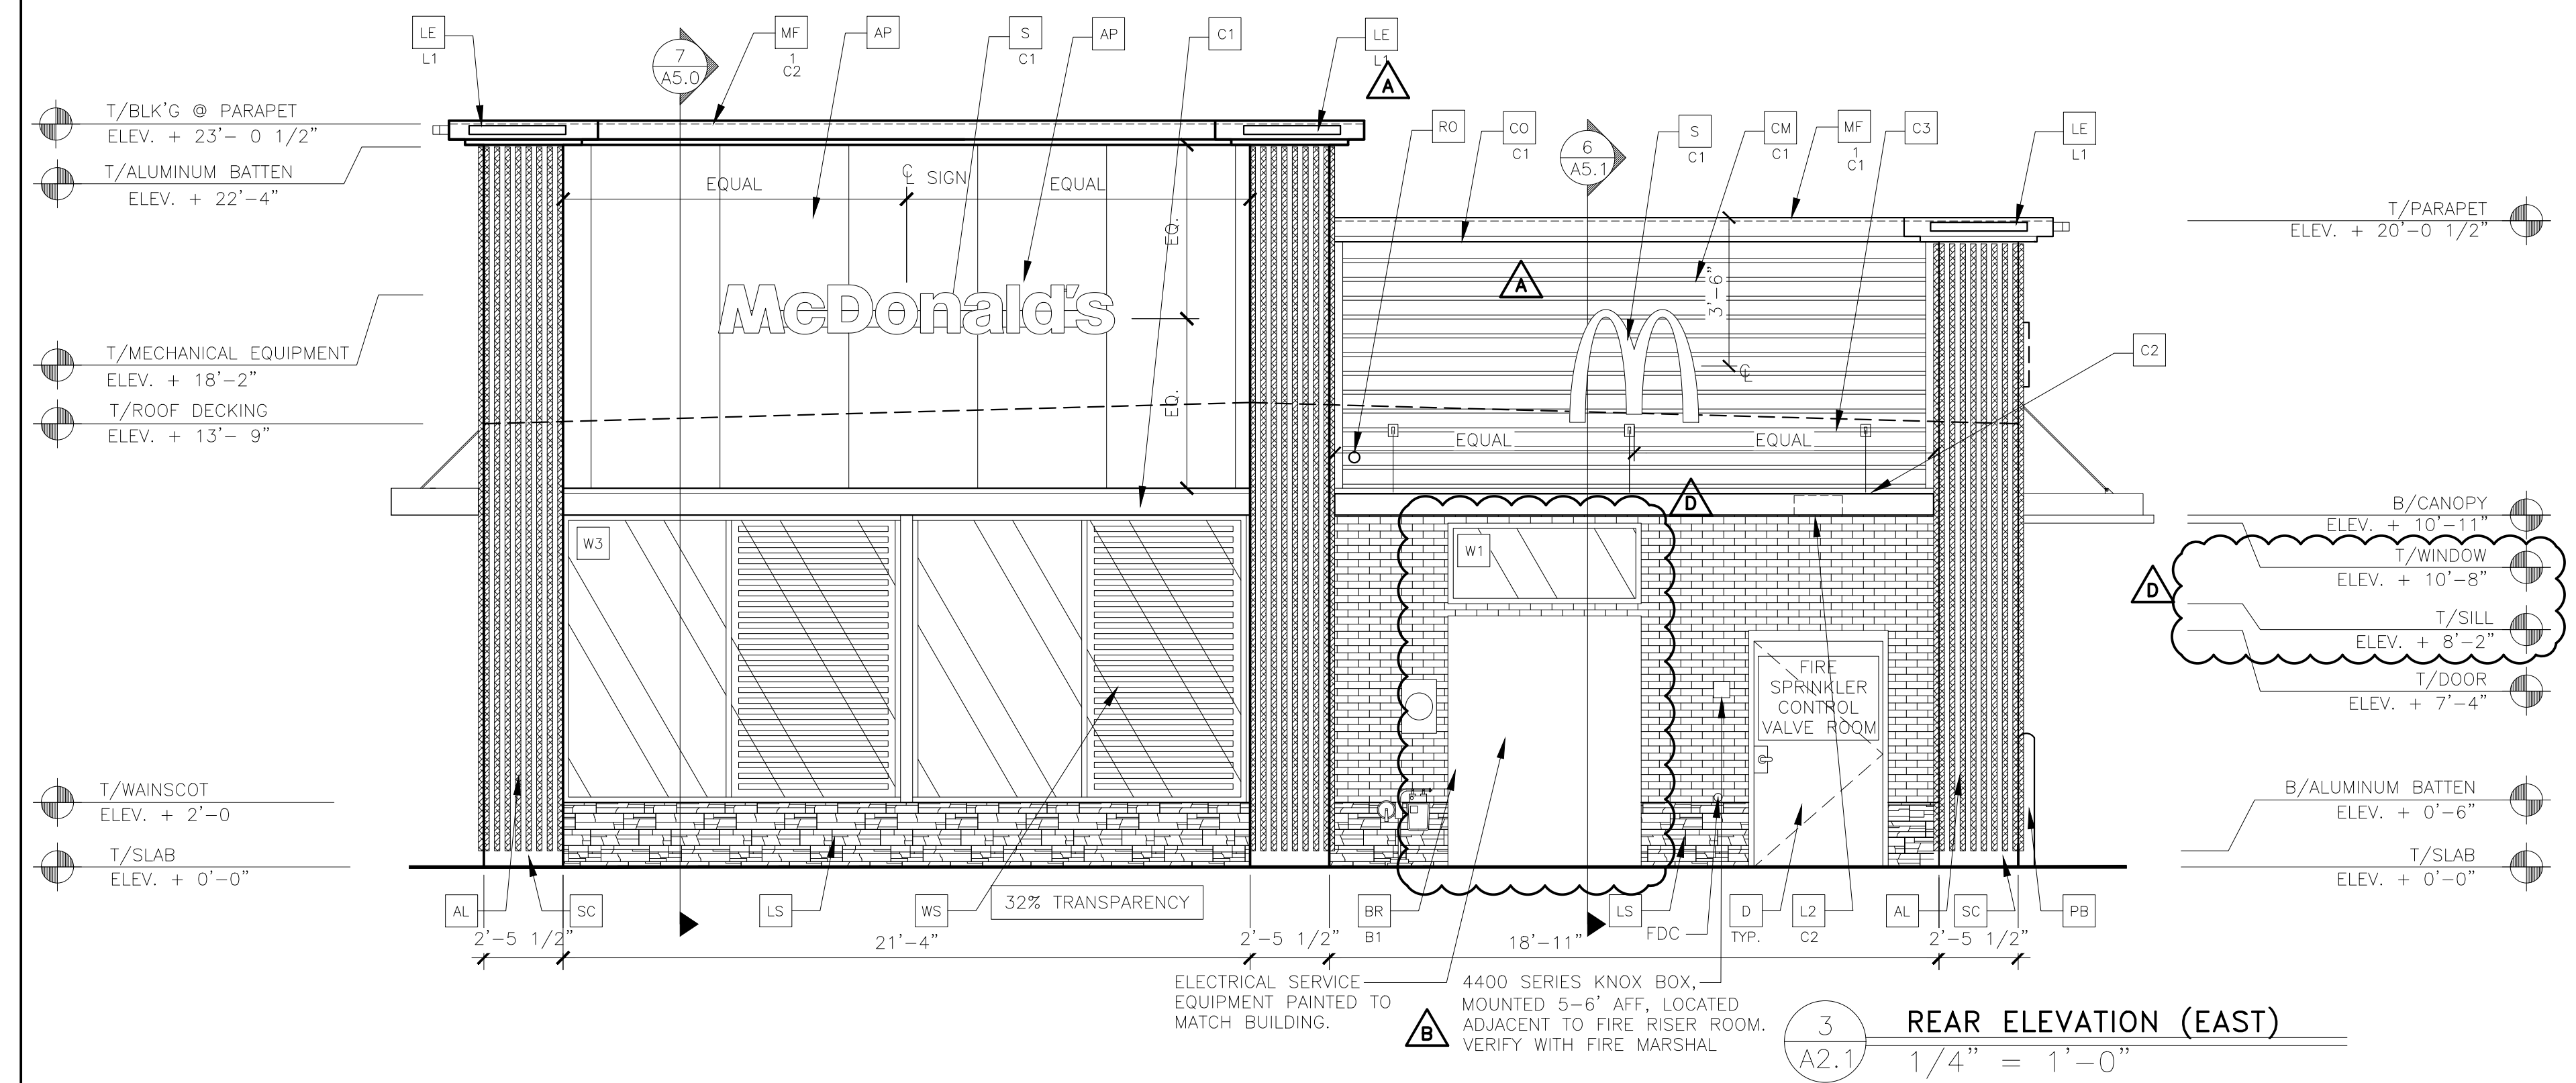 LE
L1
7
A5.0
MF
1
C2
AP
S
C1
AP
C1
LE
L1
A
T/BLK'G @ PARAPET
ELEV. + 23'- 0 1/2"
T/ALUMINUM BATTEN
ELEV. + 22'-4"
T/MECHANICAL EQUIPMENT
ELEV. + 18'-2"
T/ROOF DECKING
ELEV. + 13'- 9"
T/WAINSCOT
ELEV. + 2'-0
T/SLAB
ELEV. + 0'-0"
EQUAL
℄ SIGN
EQUAL
EQ.
EQ.
McDonald's
RO
CO
C1
6
A5.1
S
C1
CM
C1
MF
1
C1
C3
LE
L1
A
3'-6"
℄
EQUAL
EQUAL
C2
D
W3
W1
FIRE
SPRINKLER
CONTROL
VALVE ROOM
T/PARAPET
ELEV. + 20'-0 1/2"
B/CANOPY
ELEV. + 10'-11"
T/WINDOW
ELEV. + 10'-8"
D
T/SILL
ELEV. + 8'-2"
T/DOOR
ELEV. + 7'-4"
B/ALUMINUM BATTEN
ELEV. + 0'-6"
T/SLAB
ELEV. + 0'-0"
AL
SC
LS
WS
32% TRANSPARENCY
BR
B1
LS
FDC
D
TYP.
L2
C2
AL
SC
PB
2'-5 1/2"
21'-4"
2'-5 1/2"
18'-11"
2'-5 1/2"
ELECTRICAL SERVICE
EQUIPMENT PAINTED TO
MATCH BUILDING.
B
4400 SERIES KNOX BOX,
MOUNTED 5-6' AFF, LOCATED
ADJACENT TO FIRE RISER ROOM.
VERIFY WITH FIRE MARSHAL
3
A2.1
REAR ELEVATION (EAST)
1/4" = 1'-0"